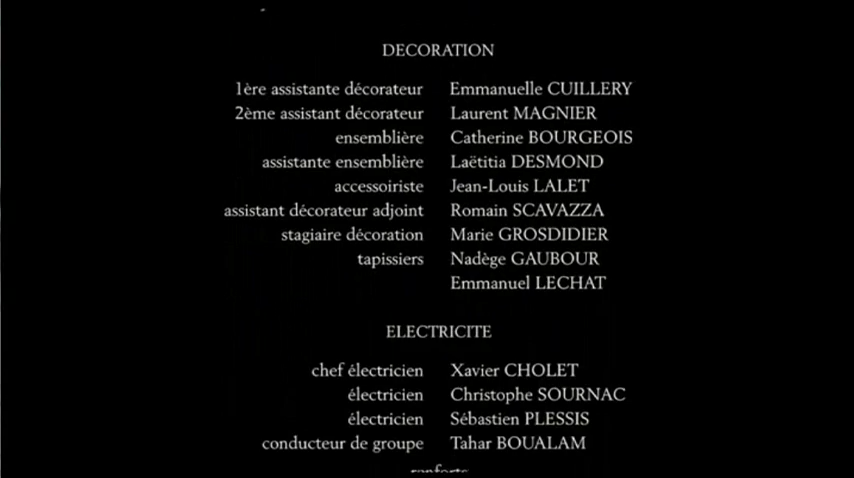 DECORATION
1ère assistante décorateur Emmanuelle CUILLERY
2ème assistant décorateur Laurent MAGNIER
ensemblière Catherine BOURGEOIS
assistante ensemblière Laëtitia DESMOND
accessoiriste Jean-Louis LALET
assistant décorateur adjoint Romain SCAVAZZA
stagiaire décoration Marie GROSDIDIER
tapissiers Nadège GAUBOUR
Emmanuel LECHAT
ELECTRICITE
chef électricien Xavier CHOLET
électricien Christophe SOURNAC
électricien Sébastien PLESSIS
conducteur de groupe Tahar BOUALAM
renforts